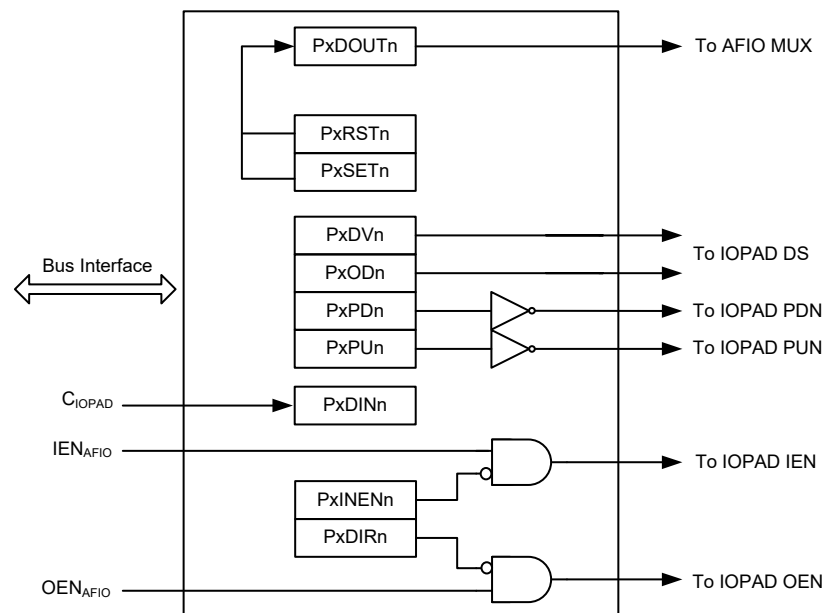 PxDOUTn
To AFIO MUX
PxRSTn
PxSETn
Bus Interface
PxDVn
PxODn
To IOPAD DS
PxPDn
To IOPAD PDN
PxPUn
To IOPAD PUN
CIOPAD
PxDINn
IENAFIO
To IOPAD IEN
PxINENn
PxDIRn
OENAFIO
To IOPAD OEN